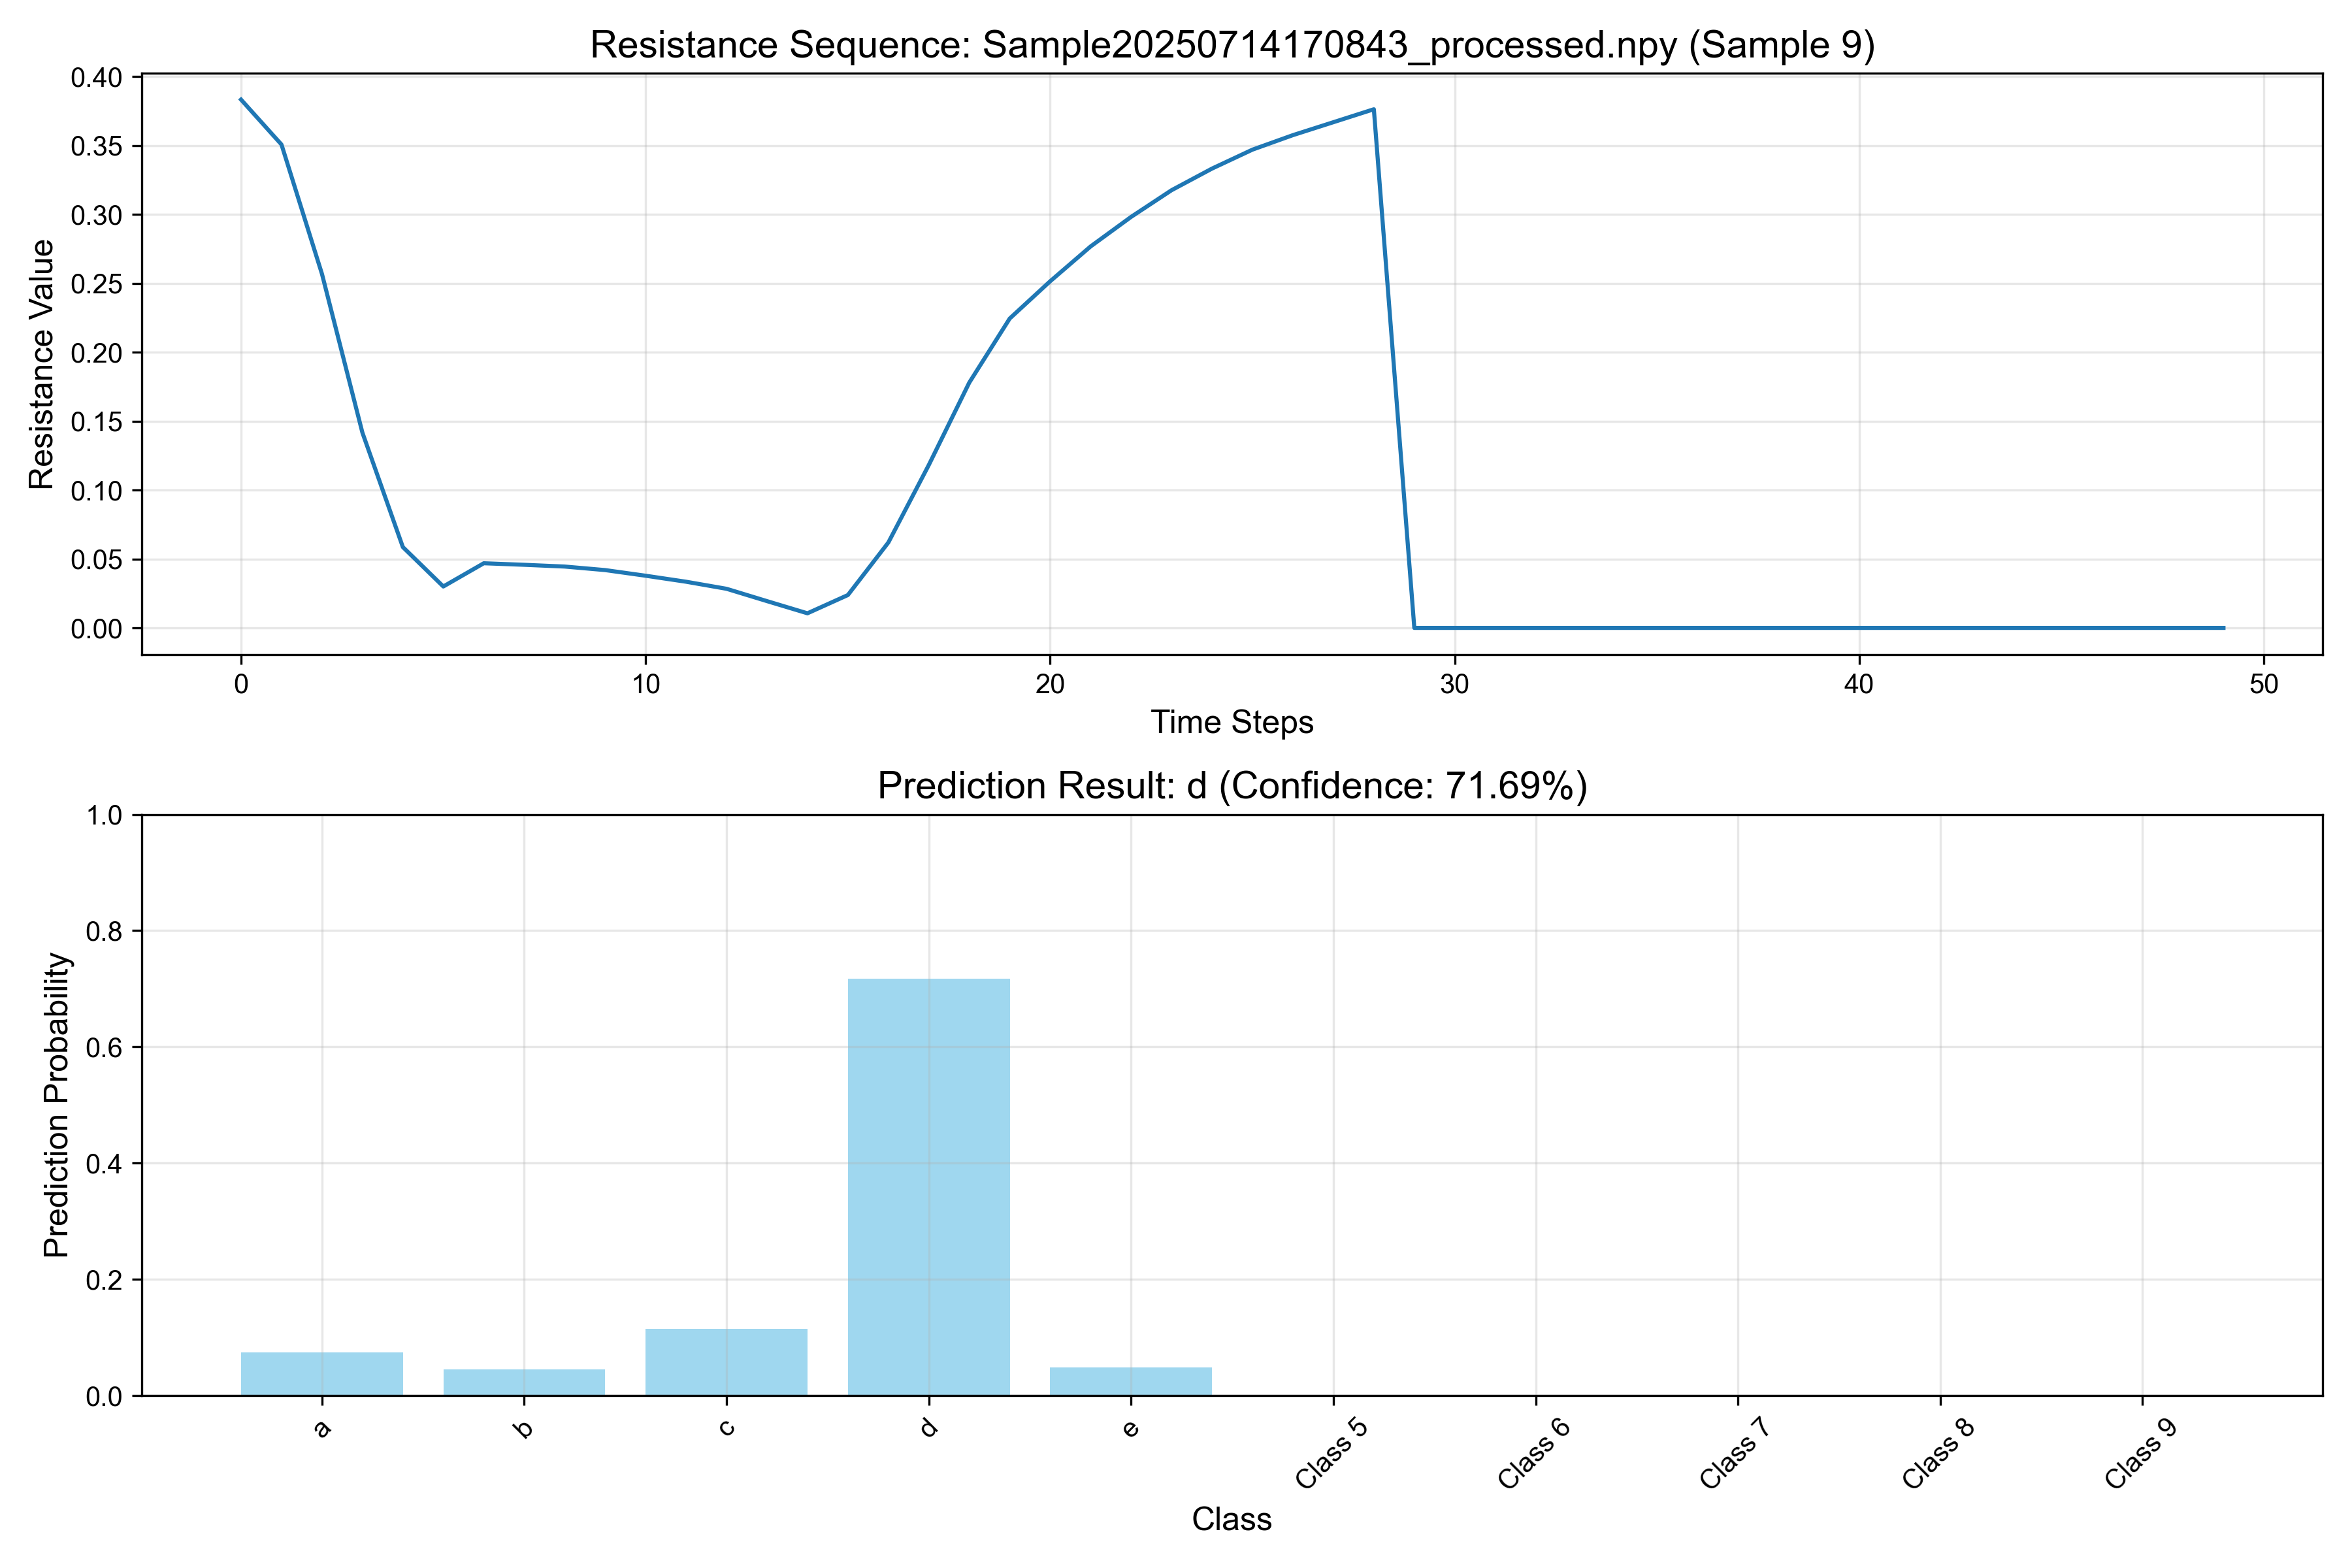 Resistance Sequence: Sample20250714170843_processed.npy (Sample 9)
0.40
0.35
0.30
0.25
0.20
0.15
0.10
0.05
0.00
Resistance Value
0 10 20 30 40 50
Time Steps
Prediction Result: d (Confidence: 71.69%)
1.0
0.8
0.6
0.4
0.2
0.0
Prediction Probability
a b c d e Class 5 Class 6 Class 7 Class 8 Class 9
Class